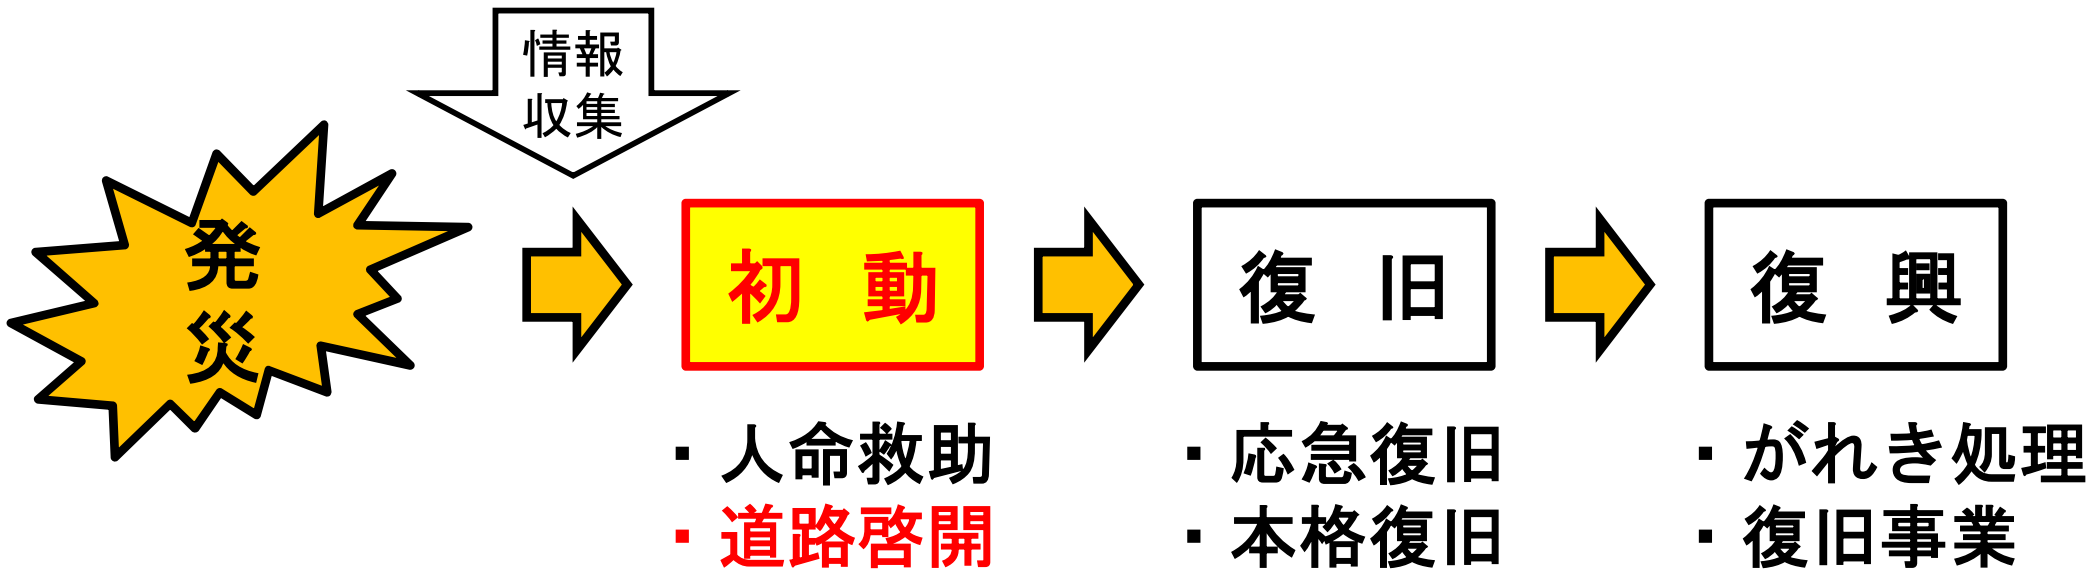 情報
収集
発
災
初　動
復　旧
復　興
・人命救助
・道路啓開
・応急復旧
・本格復旧
・がれき処理
・復旧事業